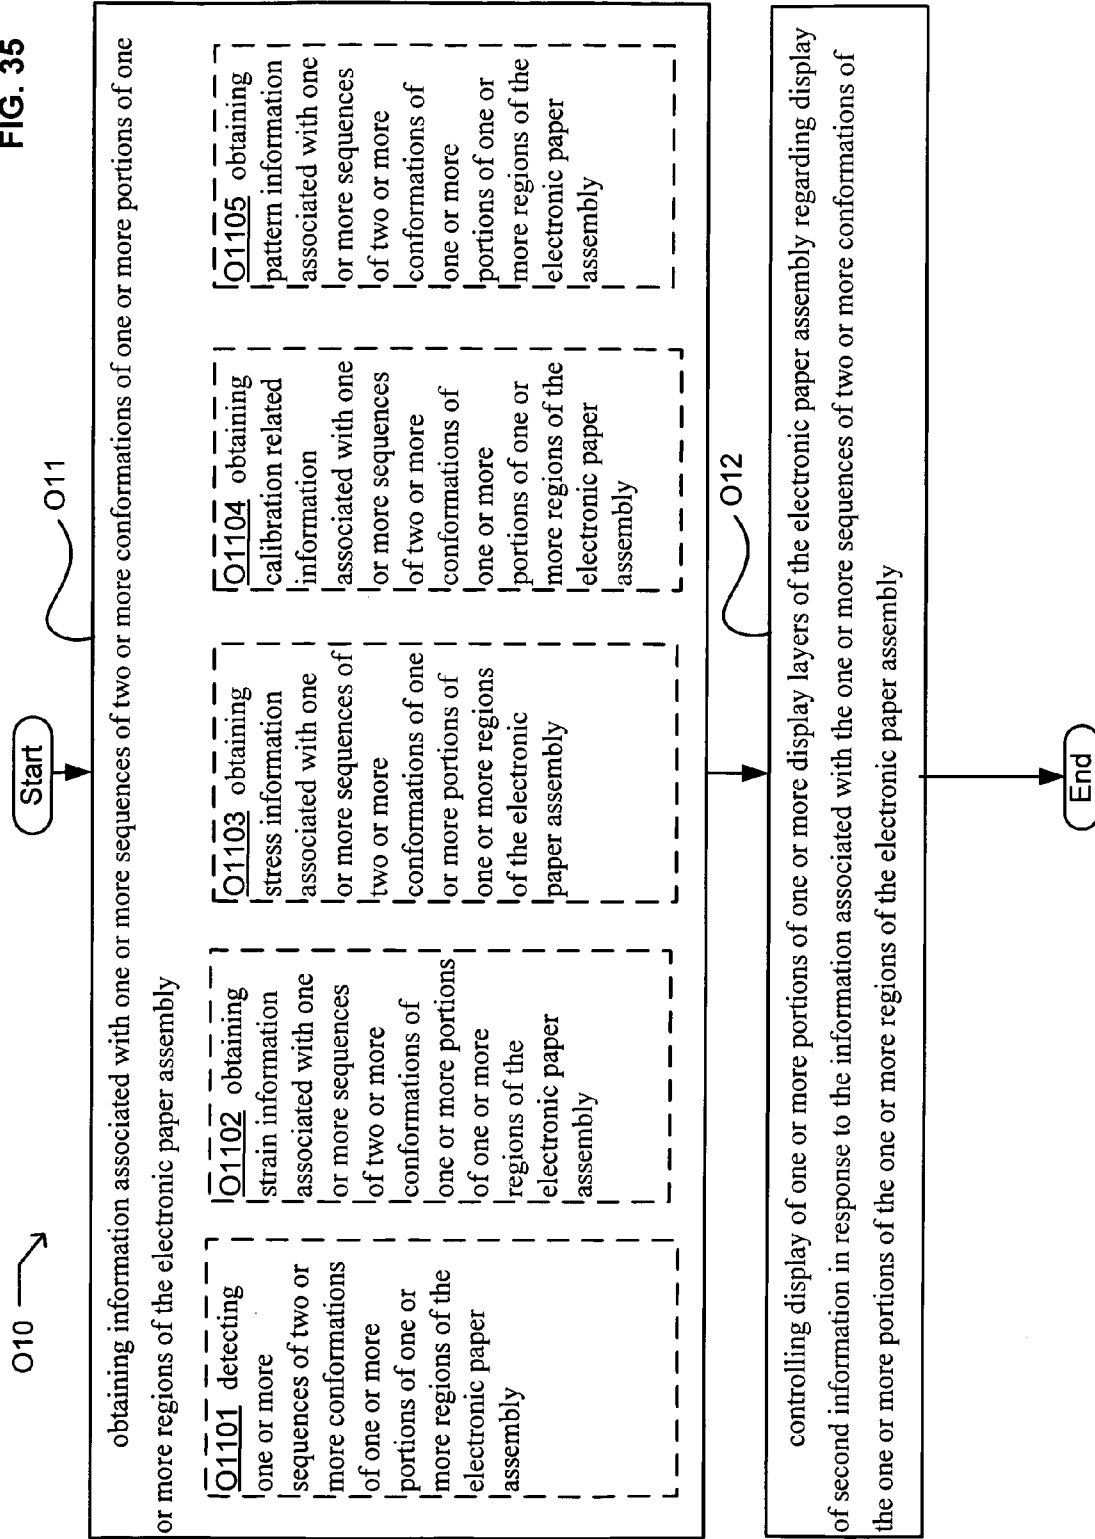 FIG. 35
O10
Start
O11
obtaining information associated with one or more sequences of two or more conformations of one or more portions of one
or more regions of the electronic paper assembly
O1101 detecting
one or more
sequences of two or
more conformations
of one or more
portions of one or
more regions of the
electronic paper
assembly
O1102 obtaining
strain information
associated with one
or more sequences
of two or more
conformations of
one or more portions
of one or more
regions of the
electronic paper
assembly
O1103 obtaining
stress information
associated with one
or more sequences of
two or more
conformations of one
or more portions of
one or more regions
of the electronic
paper assembly
O1104 obtaining
calibration related
information
associated with one
or more sequences
of two or more
conformations of
one or more
portions of one or
more regions of the
electronic paper
assembly
O1105 obtaining
pattern information
associated with one
or more sequences
of two or more
conformations of
one or more
portions of one or
more regions of the
electronic paper
assembly
O12
controlling display of one or more portions of one or more display layers of the electronic paper assembly regarding display
of second information in response to the information associated with the one or more sequences of two or more conformations of
the one or more portions of the one or more regions of the electronic paper assembly
End